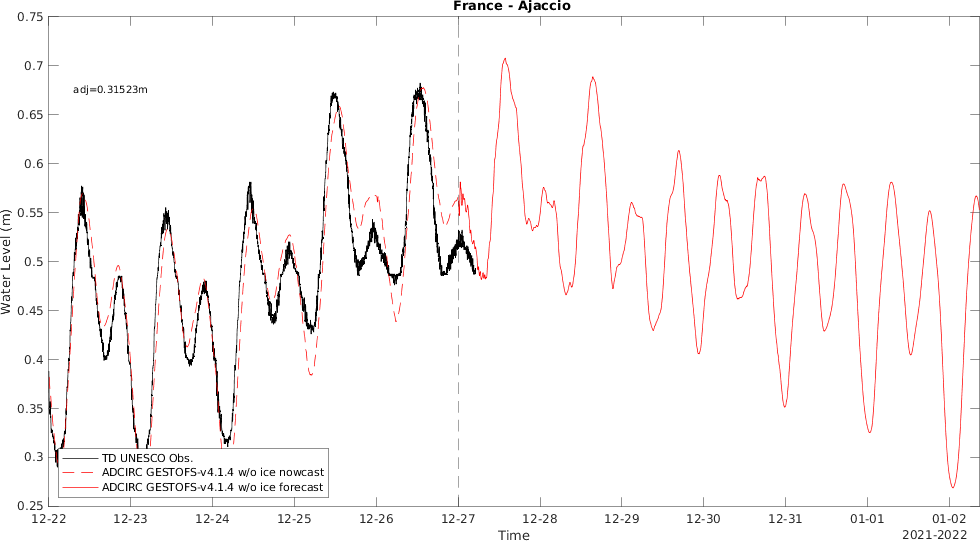 France - Ajaccio
0.75
0.7
0.65
0.6
0.55
0.5
0.45
0.4
0.35
0.3
0.25
Water Level (m)
adj=0.31523m
TD UNESCO Obs.
ADCIRC GESTOFS-v4.1.4 w/o ice nowcast
ADCIRC GESTOFS-v4.1.4 w/o ice forecast
12-22 12-23 12-24 12-25 12-26 12-27 12-28 12-29 12-30 12-31 01-01 01-02
Time
2021-2022